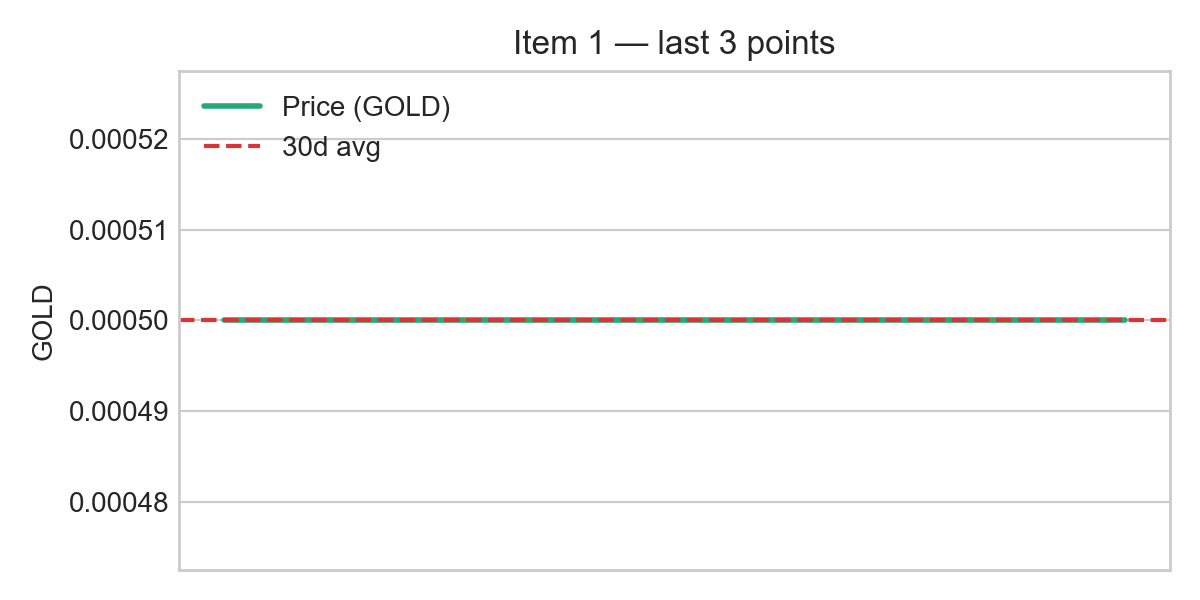 Item 1 — last 3 points
Price (GOLD)
30d avg
0.00052
0.00051
0.00050
0.00049
0.00048
GOLD